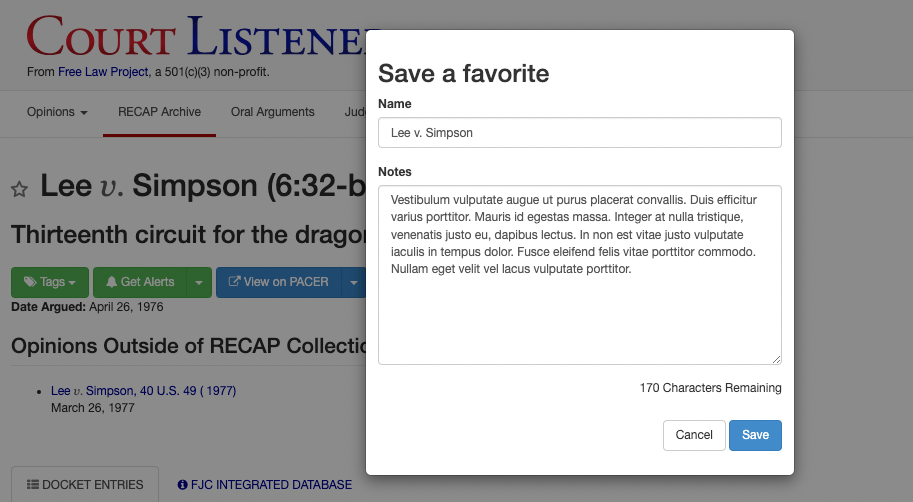 COURT LISTENE
From Free Law Project, a 501(c)(3) non-profit.
Opinions
RECAP Archive
Oral Arguments
Jud
Lee v. Simpson (6:32-b
Thirteenth circuit for the drago
Tags
Get Alerts
View on PACER
Date Argued: April 26, 1976
Opinions Outside of RECAP Collectio
Lee v. Simpson, 40 U.S. 49 ( 1977)
March 26, 1977
DOCKET ENTRIES
FJC INTEGRATED DATABASE
Save a favorite
Name
Lee v. Simpson
Notes
Vestibulum vulputate augue ut purus placerat convallis. Duis efficitur
varius porttitor. Mauris id egestas massa. Integer at nulla tristique,
venenatis justo eu, dapibus lectus. In non est vitae justo vulputate
iaculis in tempus dolor. Fusce eleifend felis vitae porttitor commodo.
Nullam eget velit vel lacus vulputate porttitor.
170 Characters Remaining
Cancel
Save